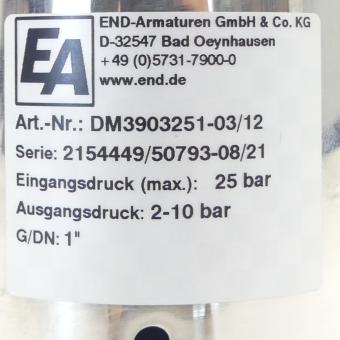 EA
END-Armaturen GmbH & Co. KG
D-32547 Bad Oeynhausen
+49 (0)5731-7900-0
www.end.de
Art.-Nr.: DM3903251-03/12
Serie: 2154449/50793-08/21
Eingangsdruck (max.): 25 bar
Ausgangsdruck: 2-10 bar
G/DN: 1"